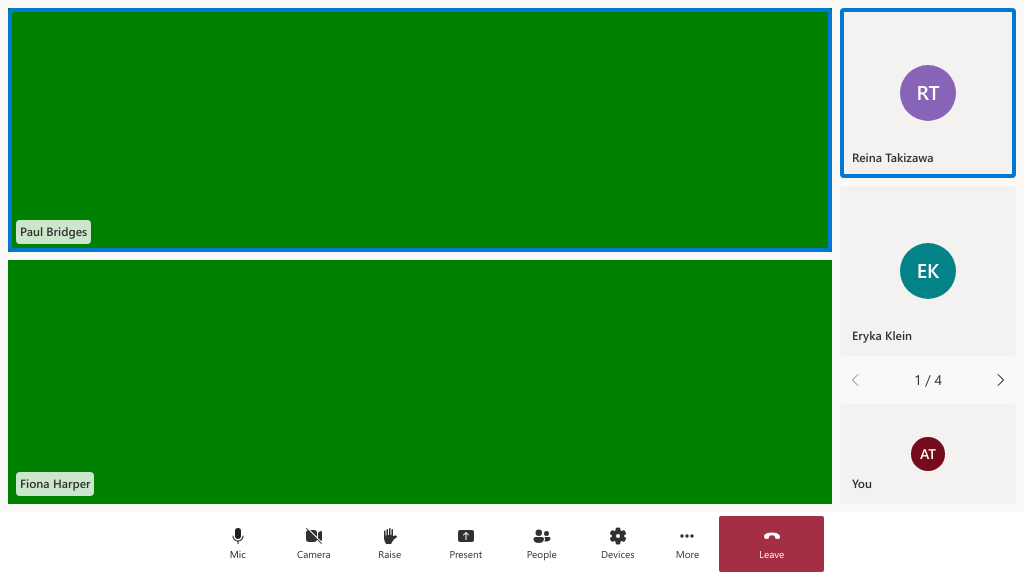 Paul Bridges
Fiona Harper
RT
Reina Takizawa
EK
Eryka Klein
1 / 4
AT
You
Mic
Camera
Raise
Present
People
Devices
More
Leave